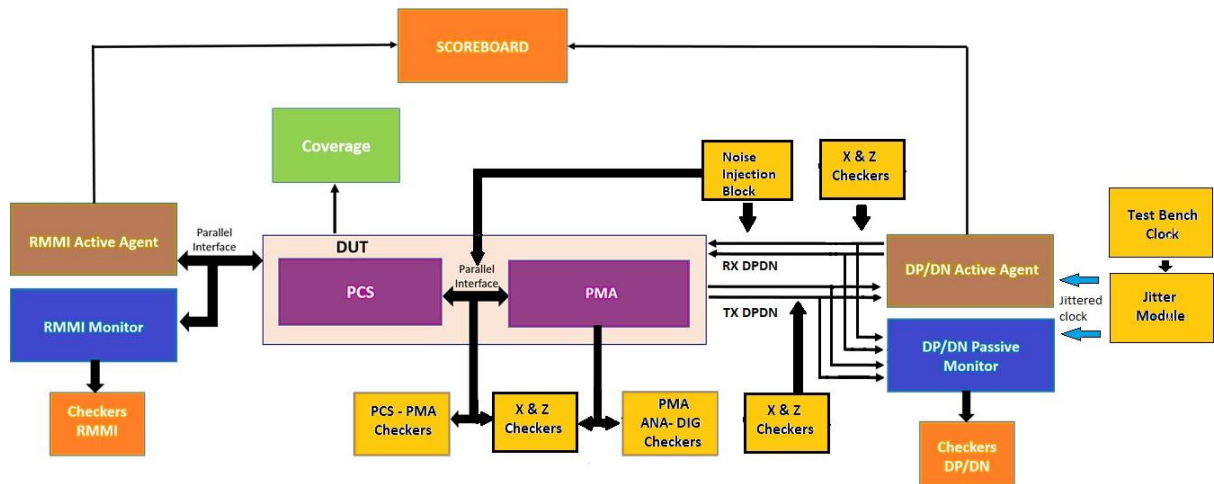 SCOREBOARD
Coverage
Noise
Injection
Block
X & Z
Checkers
Test Bench
Clock
RMMI Active Agent
Parallel
Interface
DUT
PCS
Parallel
Interface
PMA
RX DPDN
TX DPDN
DP/DN Active Agent
Jittered
clock
Jitter
Module
RMMI Monitor
DP/DN Passive
Monitor
Checkers
RMMI
PCS - PMA
Checkers
X & Z
Checkers
PMA
ANA- DIG
Checkers
X & Z
Checkers
Checkers
DP/DN